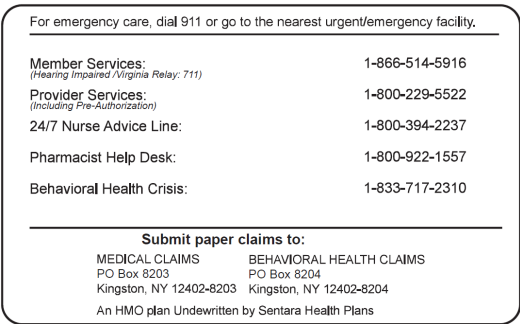 For emergency care, dial 911 or go to the nearest urgent/emergency facility.
Member Services: 1-866-514-5916
(Hearing Impaired /Virginia Relay: 711)
Provider Services: 1-800-229-5522
(Including Pre-Authorization)
24/7 Nurse Advice Line: 1-800-394-2237
Pharmacist Help Desk: 1-800-922-1557
Behavioral Health Crisis: 1-833-717-2310
Submit paper claims to:
MEDICAL CLAIMS BEHAVIORAL HEALTH CLAIMS
PO Box 8203 PO Box 8204
Kingston, NY 12402-8203 Kingston, NY 12402-8204
An HMO plan Underwritten by Sentara Health Plans